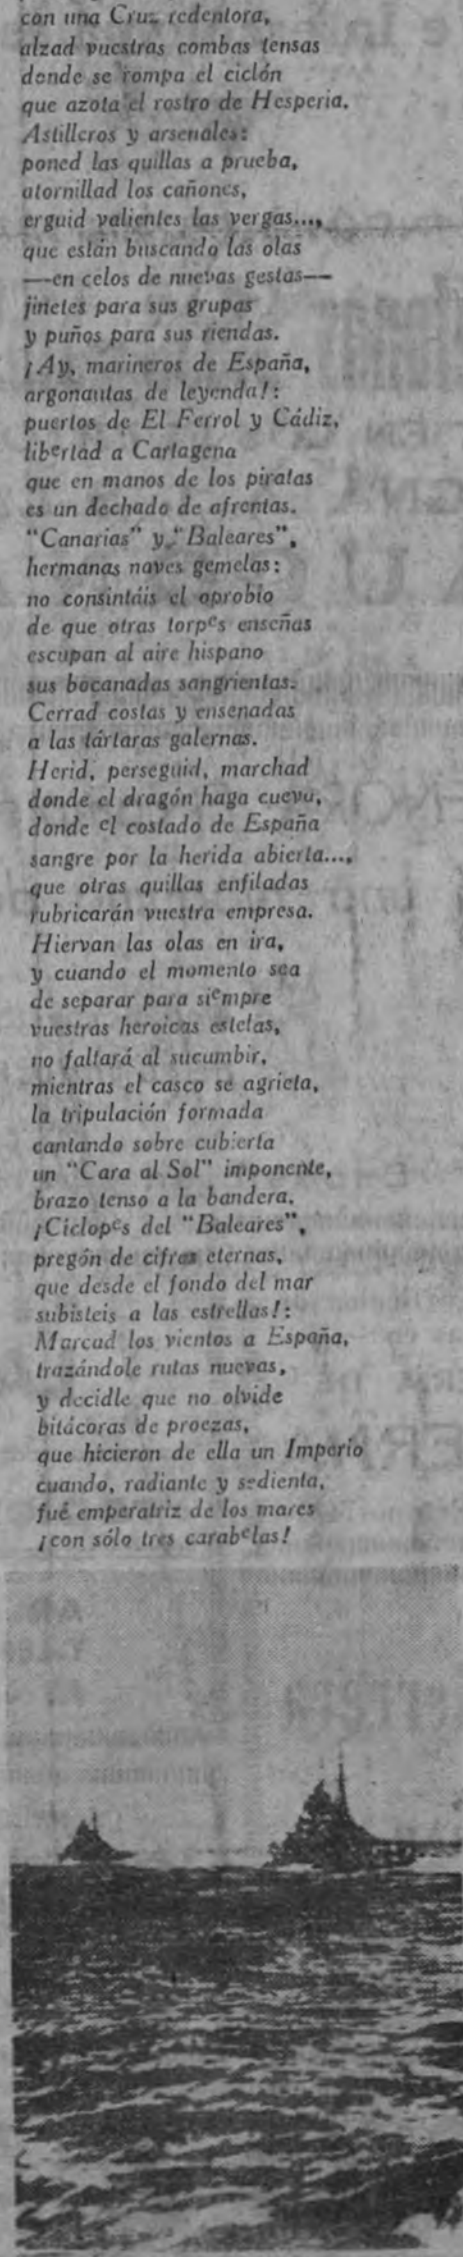 con una Cruz redentora,
alzad vuestras combas tensas
donde se rompa el ciclón
que azota el rostro de Hesperia.
Astilleros y arsenales:
poned las quillas a prueba,
atornillad los cañones,
erguid valientes las vergas...,
que están buscando las olas
—en celos de nuevas gestas—
jinetes para sus grupas
y puños para sus riendas.
¡Ay, marineros de España,
argonautas de leyenda!:
puertos de El Ferrol y Cádiz,
libertad a Cartagena
que en manos de los piratas
es un dechado de afrentas.
"Canarias" y "Baleares",
hermanas naves gemelas:
no consintáis el oprobio
de que otras torpes enseñas
escupan al aire hispano
sus bocanadas sangrientas.
Cerrad costas y ensenadas
a las tártaras galernas.
Herid, perseguid, marchad
donde el dragón haga cueva,
donde el costado de España
sangre por la herida abierta...,
que otras quillas enfiladas
rubricarán vuestra empresa.
Hiervan las olas en ira,
y cuando el momento sea
de separar para siempre
vuestras heroicas estelas,
no faltará al sucumbir,
mientras el casco se agrieta,
la tripulación formada
cantando sobre cubierta
un "Cara al Sol" imponente,
brazo tenso a la bandera.
¡Cíclopes del "Baleares",
pregón de cifras eternas,
que desde el fondo del mar
subisteis a las estrellas!:
Marcad los vientos a España,
trazándole rutas nuevas,
y decidle que no olvide
bitácoras de proezas,
que hicieron de ella un Imperio
cuando, radiante y sedienta,
fué emperatriz de los mares
¡con sólo tres carabelas!